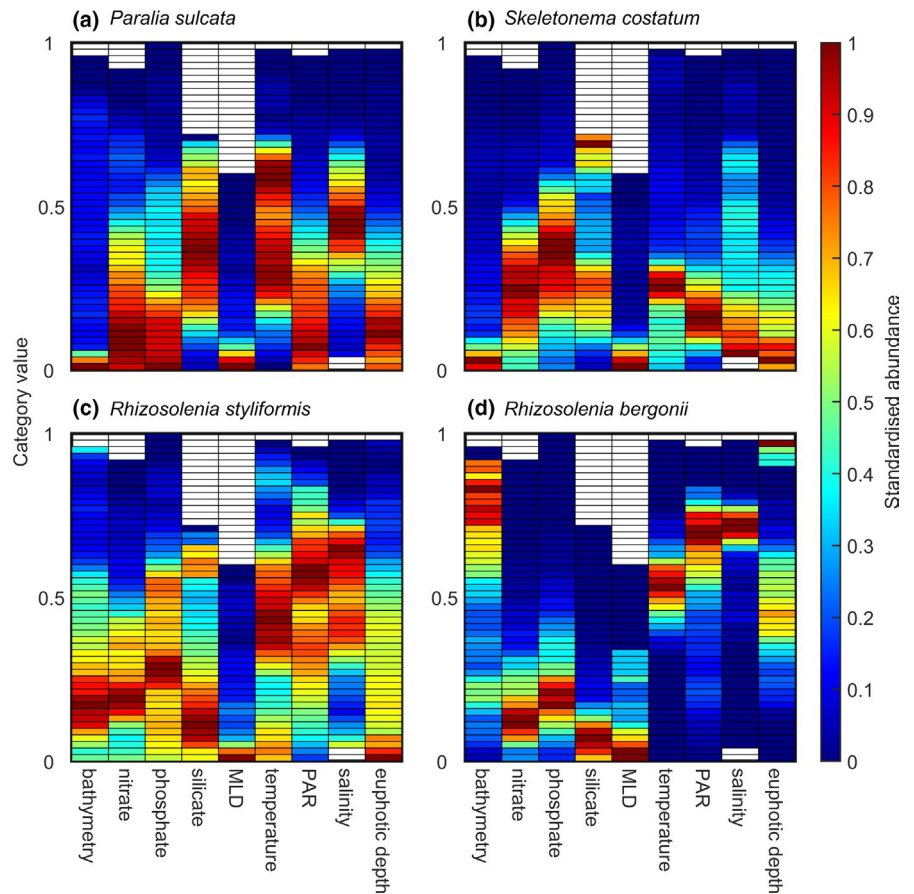 (a) Paralia sulcata
(b) Skeletonema costatum
1
0.5
0
1
0.5
0
Category value
(c) Rhizosolenia styliformis
(d) Rhizosolenia bergonii
1
0.5
0
1
0.5
0
bathymetry
nitrate
phosphate
silicate
MLD
temperature
PAR
salinity
euphotic depth
bathymetry
nitrate
phosphate
silicate
MLD
temperature
PAR
salinity
euphotic depth
1
0.9
0.8
0.7
0.6
0.5
0.4
0.3
0.2
0.1
0
Standardised abundance